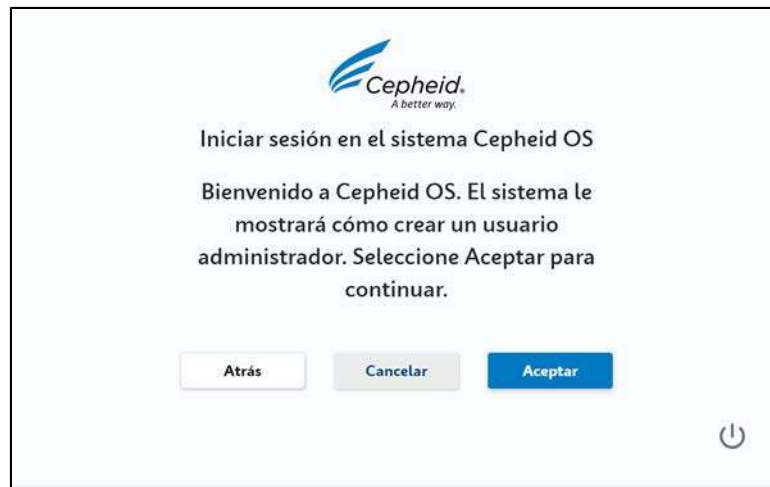 Cepheid.
A better way.
Iniciar sesión en el sistema Cepheid OS
Bienvenido a Cepheid OS. El sistema le
mostrará cómo crear un usuario
administrador. Seleccione Aceptar para
continuar.
Atrás Cancelar Aceptar